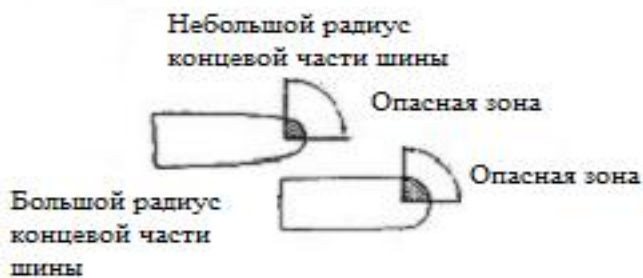 Небольшой радиус
концевой части шины
Опасная зона
Опасная зона
Большой радиус
концевой части
шины